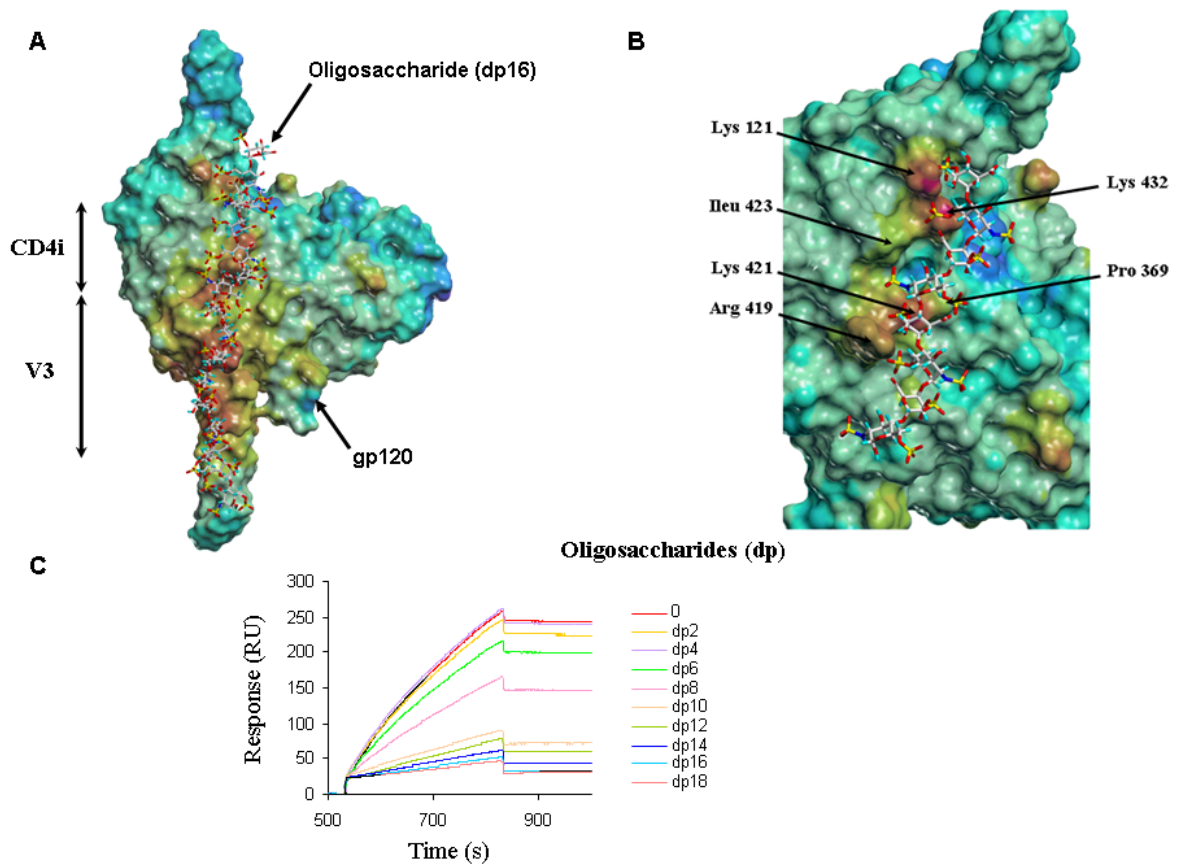 A
Oligosaccharide (dp16)
CD4i
V3
gp120
B
Lys 121
Ileu 423
Lys 421
Arg 419
Lys 432
Pro 369
C
Oligosaccharides (dp)
Response (RU)
300
250
200
150
100
50
0
500
700
900
Time (s)
0
dp2
dp4
dp6
dp8
dp10
dp12
dp14
dp16
dp18